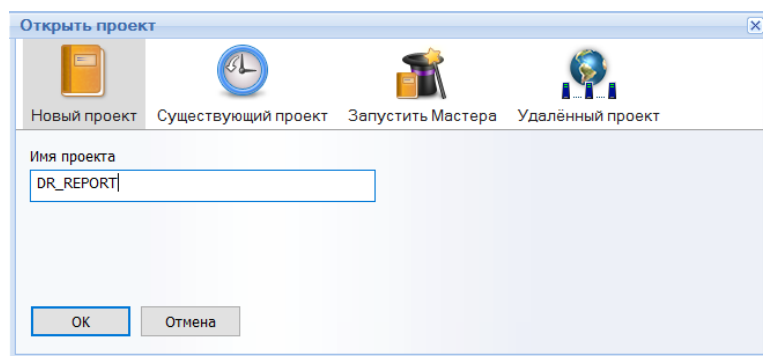 Открыть проект
Новый проект Существующий проект Запустить Мастера Удалённый проект
Имя проекта
DR_REPORT
OK Отмена